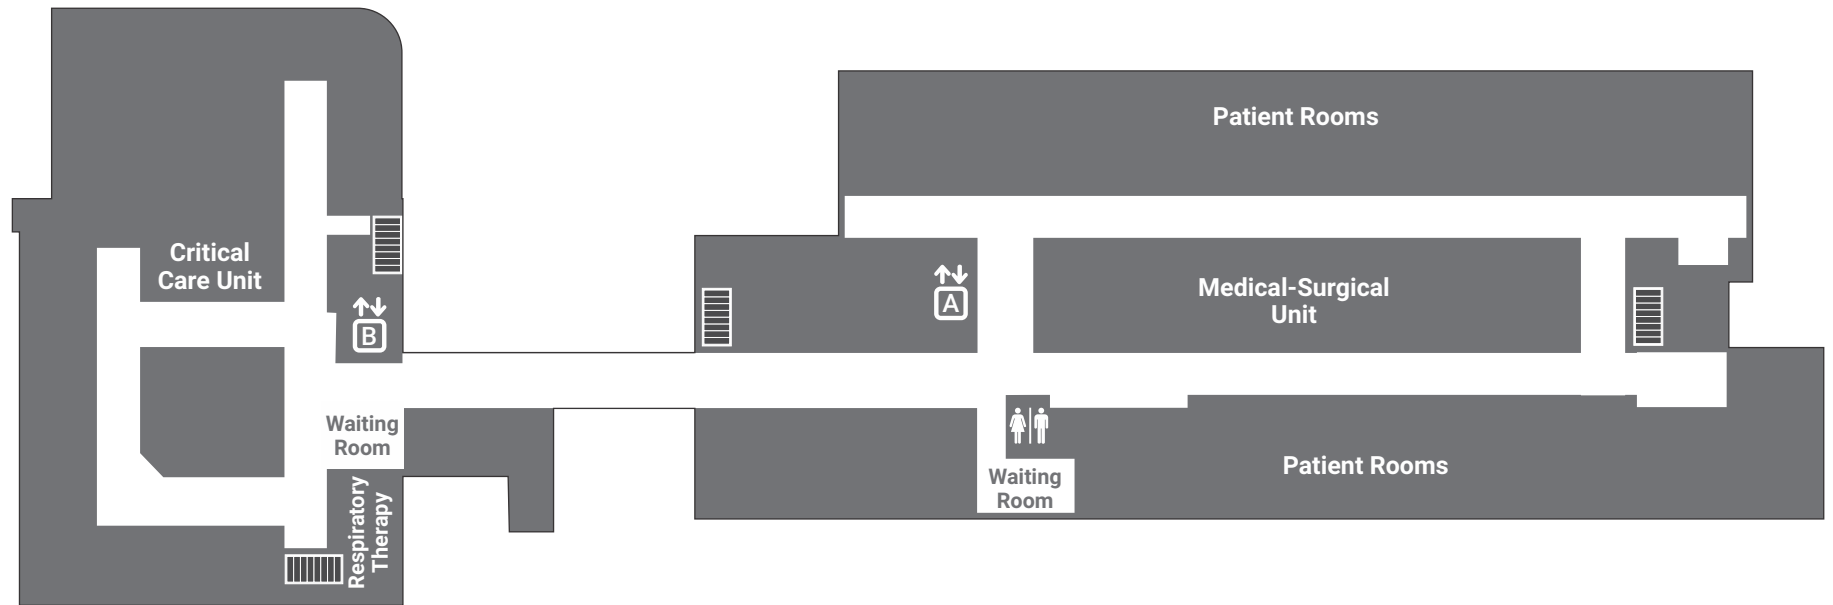 Patient Rooms
Critical
Care Unit
B
A
Medical-Surgical
Unit
Waiting
Room
Waiting
Room
Patient Rooms
Respiratory
Therapy